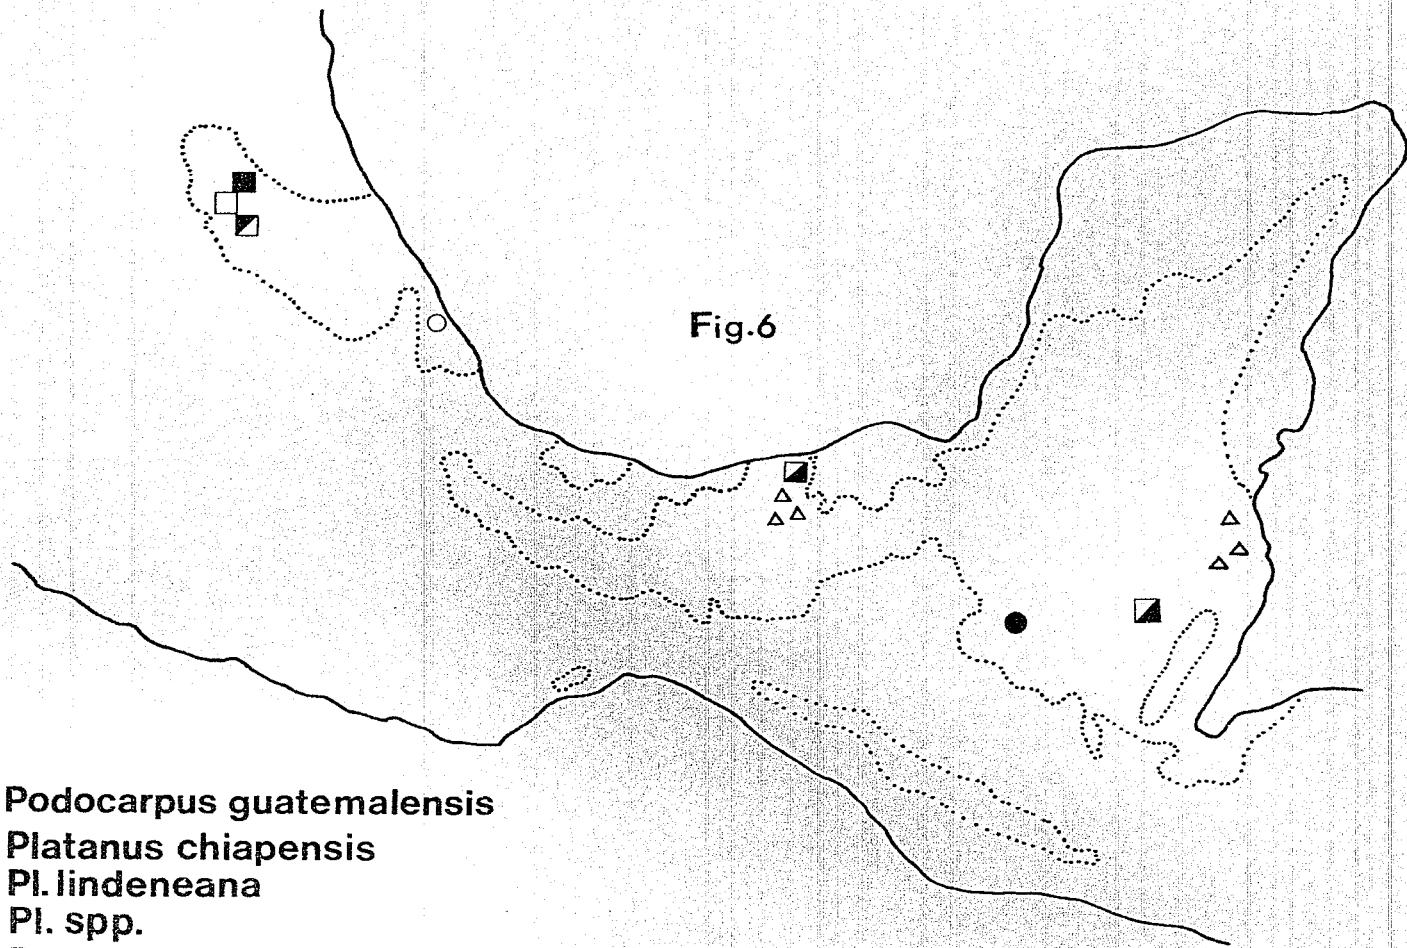 Fig.6
Podocarpus guatemalensis
Platanus chiapensis
Pl. lindeneana
Pl. spp.